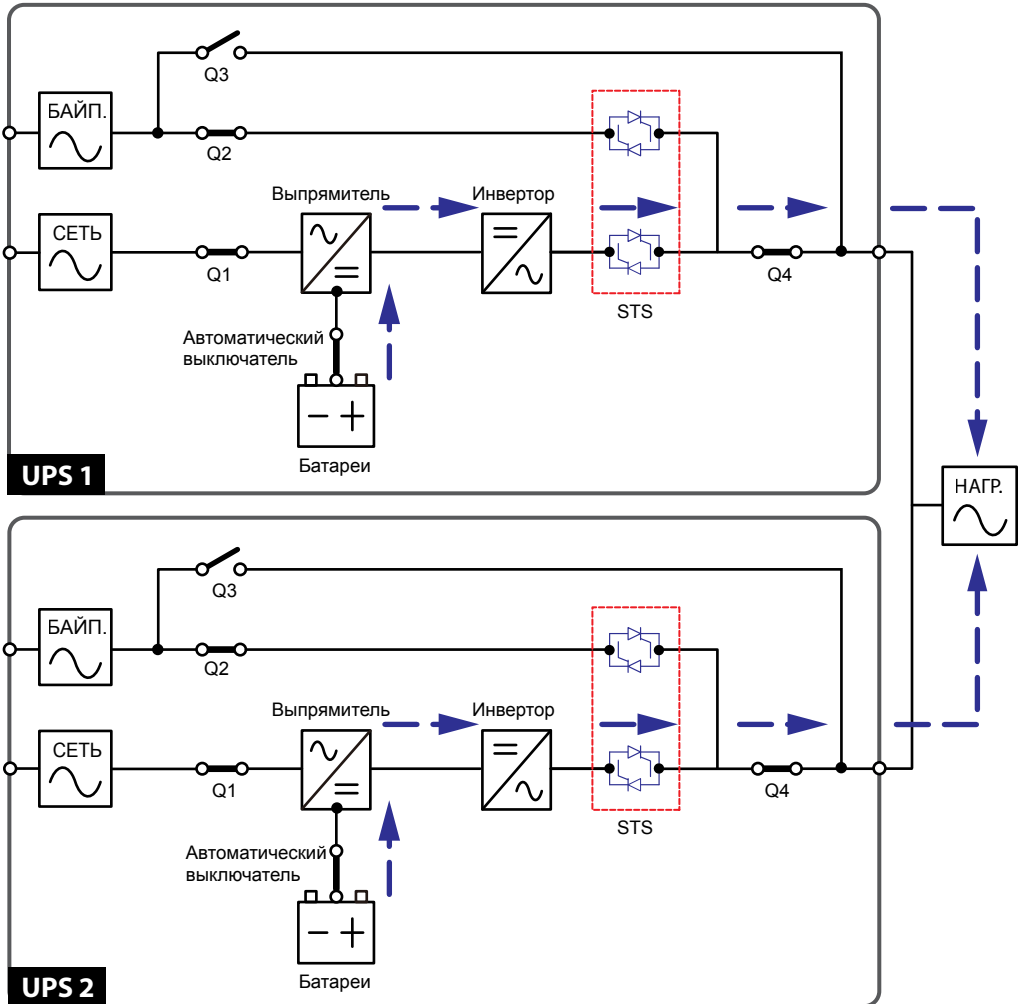 Q3
БАЙП.
Q2
Выпрямитель
Инвертор
СЕТЬ
Q1
Q4
STS
Автоматический
выключатель
Батареи
UPS 1
НАГР.
Q3
БАЙП.
Q2
Выпрямитель
Инвертор
СЕТЬ
Q1
Q4
STS
Автоматический
выключатель
Батареи
UPS 2